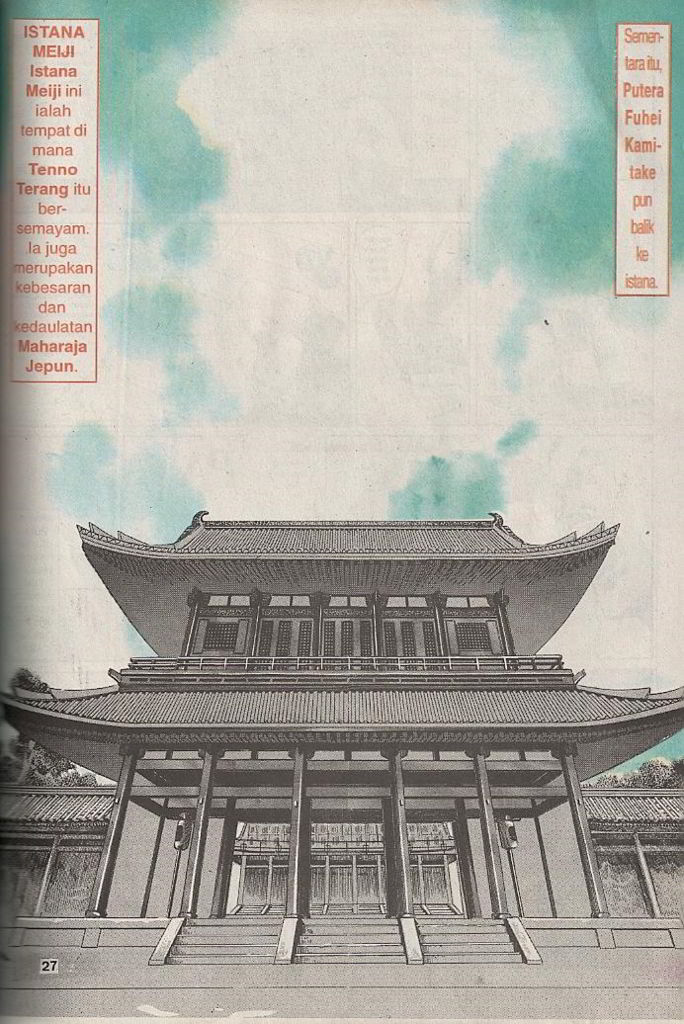 ISTANA
MEIJI
Istana
Meiji ini
ialah
tempat di
mana
Tenno
Terang itu
ber-
semayam.
Ia juga
merupakan
kebesaran
dan
kedaulatan
Maharaja
Jepun.
Semen-
tara itu,
Putera
Fuhei
Kami-
take
pun
balik
ke
istana.
27